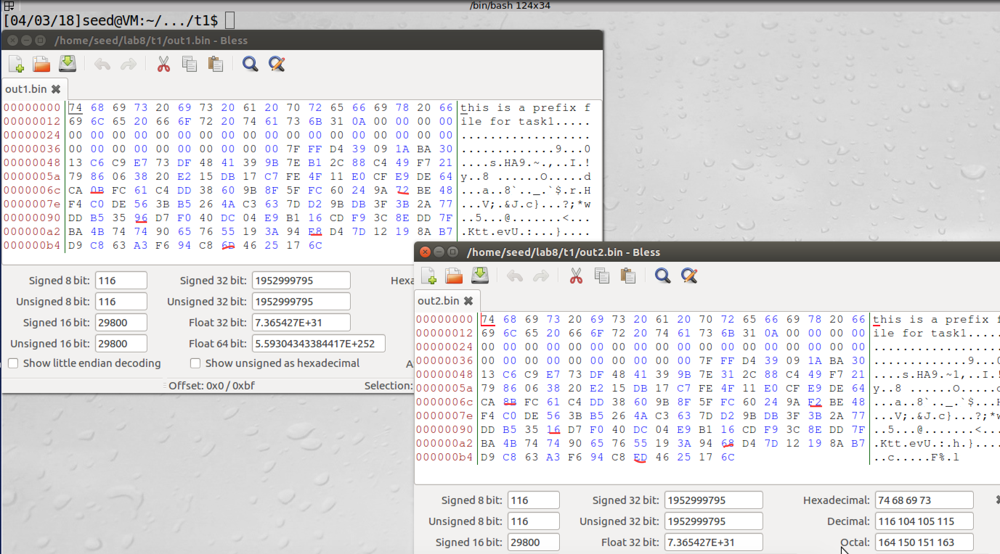 /bin/bash 124x34
[04/03/18]seed@VM:~/.../t1$
/home/seed/lab8/t1/out1.bin - Bless
out1.bin
00000000 74 68 69 73 20 69 73 20 61 20 70 72 65 66 69 78 20 66 this is a prefix f
00000012 69 6C 65 20 66 6F 72 20 74 61 73 6B 31 0A 00 00 00 00 ile for task1.....
00000024 00 00 00 00 00 00 00 00 00 00 00 00 00 00 00 00 00 00 ..................
00000036 00 00 00 00 00 00 00 00 00 00 7F FF D4 39 09 1A BA 30 .............9...0
00000048 13 C6 C9 E7 73 DF 48 41 39 9B 7E B1 2C 88 C4 49 F7 21 ....s.HA9.~.,..I.!
0000005a 79 86 06 38 20 E2 15 DB 17 C7 FE 4F 11 E0 CF E9 DE 64 y..8 ......O.....d
0000006c CA 0B FC 61 C4 DD 38 60 9B 8F 5F FC 60 24 9A 72 BE 48 ...a..8`.._.`$.r.H
0000007e F4 C0 DE 56 3B B5 26 4A C3 63 7D D2 9B DB 3F 3B 2A 77 ...V;.&J.c}...?;*w
00000090 DD B5 35 96 D7 F0 40 DC 04 E9 B1 16 CD F9 3C 8E DD 7F ..5...@.......<...
000000a2 BA 4B 74 74 90 65 76 55 19 3A 94 E8 D4 7D 12 19 8A B7 .Ktt.evU.:...}....
000000b4 D9 C8 63 A3 F6 94 C8 6D 46 25 17 6C
Signed 8 bit: 116 Signed 32 bit: 1952999795 Hexa
Unsigned 8 bit: 116 Unsigned 32 bit: 1952999795
Signed 16 bit: 29800 Float 32 bit: 7.365427E+31
Unsigned 16 bit: 29800 Float 64 bit: 5.59304343384417E+252
Show little endian decoding Show unsigned as hexadecimal A
Offset: 0x0 / 0xbf Selection:
/home/seed/lab8/t1/out2.bin - Bless
out2.bin
00000000 74 68 69 73 20 69 73 20 61 20 70 72 65 66 69 78 20 66 this is a prefix f
00000012 69 6C 65 20 66 6F 72 20 74 61 73 6B 31 0A 00 00 00 00 ile for task1.....
00000024 00 00 00 00 00 00 00 00 00 00 00 00 00 00 00 00 00 00 ..................
00000036 00 00 00 00 00 00 00 00 00 00 7F FF D4 39 09 1A BA 30 .............9...0
00000048 13 C6 C9 E7 73 DF 48 41 39 9B 7E 31 2C 88 C4 49 F7 21 ....s.HA9.~1,..I.!
0000005a 79 86 06 38 20 E2 15 DB 17 C7 FE 4F 11 E0 CF E9 DE 64 y..8 ......O.....d
0000006c CA 8B FC 61 C4 DD 38 60 9B 8F 5F FC 60 24 9A F2 BE 48 ...a..8`.._.`$...H
0000007e F4 C0 DE 56 3B B5 26 4A C3 63 7D D2 9B DB 3F 3B 2A 77 ...V;.&J.c}...?;*w
00000090 DD B5 35 16 D7 F0 40 DC 04 E9 B1 16 CD F9 3C 8E DD 7F ..5...@.......<...
000000a2 BA 4B 74 74 90 65 76 55 19 3A 94 68 D4 7D 12 19 8A B7 .Ktt.evU.:.h.}....
000000b4 D9 C8 63 A3 F6 94 C8 ED 46 25 17 6C ..c.....F%.l
Signed 8 bit: 116 Signed 32 bit: 1952999795 Hexadecimal: 74 68 69 73
Unsigned 8 bit: 116 Unsigned 32 bit: 1952999795 Decimal: 116 104 105 115
Signed 16 bit: 29800 Float 32 bit: 7.365427E+31 Octal: 164 150 151 163